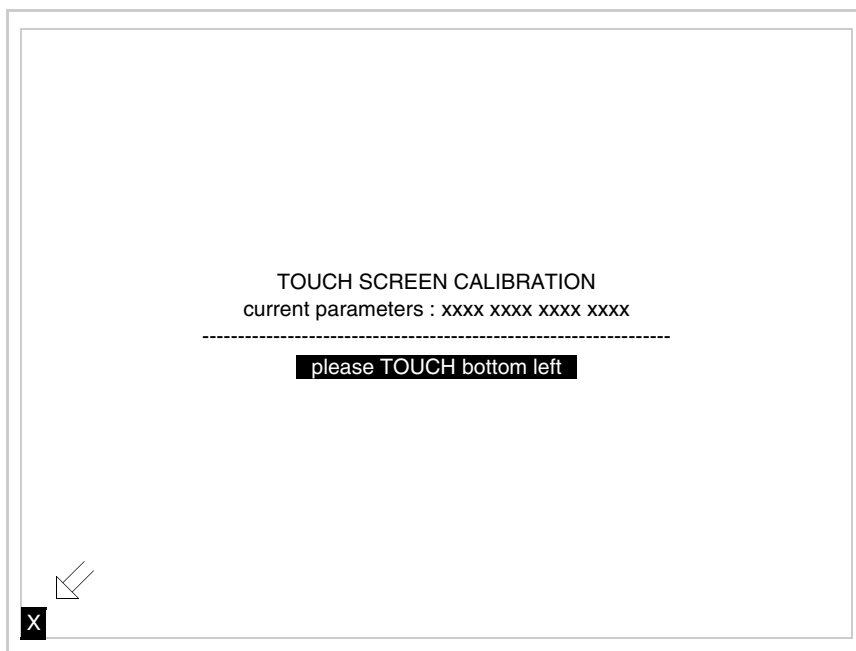 TOUCH SCREEN CALIBRATION
current parameters : xxxx xxxx xxxx xxxx
------------------------------------------------------------------
please TOUCH bottom left
X